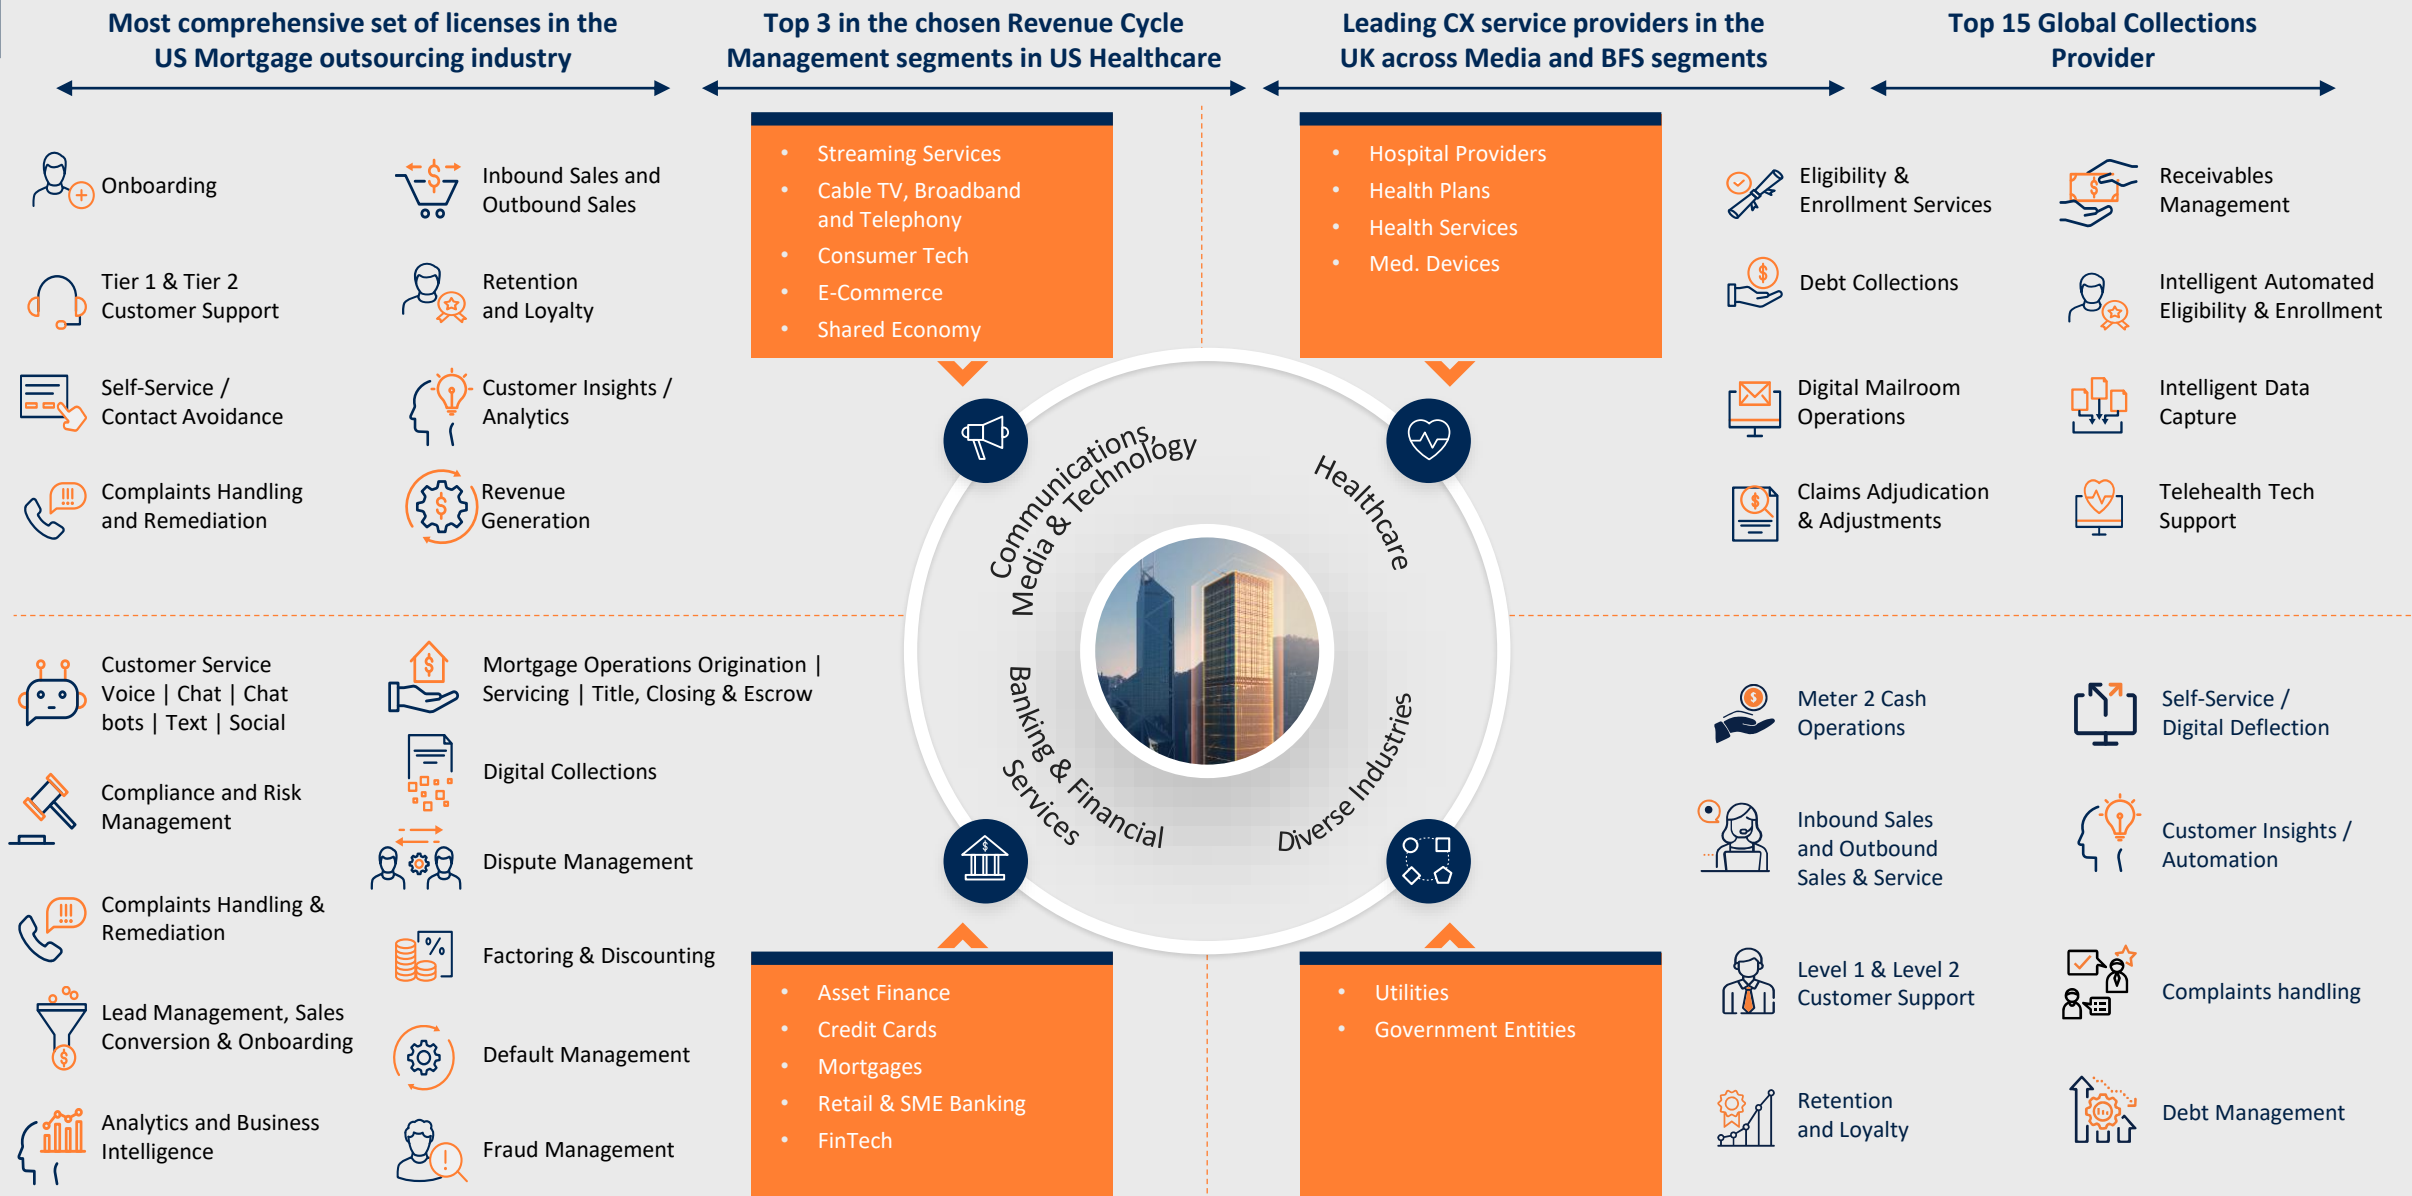 Most comprehensive set of licenses in the
US Mortgage outsourcing industry
Top 3 in the chosen Revenue Cycle
Management segments in US Healthcare
Leading CX service providers in the
UK across Media and BFS segments
Top 15 Global Collections
Provider
Onboarding
Inbound Sales and
Outbound Sales
Tier 1 & Tier 2
Customer Support
Retention
and Loyalty
Self-Service /
Contact Avoidance
Customer Insights /
Analytics
Complaints Handling
and Remediation
Revenue
Generation
• Streaming Services
• Cable TV, Broadband
and Telephony
• Consumer Tech
• E-Commerce
• Shared Economy
• Hospital Providers
• Health Plans
• Health Services
• Med. Devices
Eligibility &
Enrollment Services
Receivables
Management
Debt Collections
Intelligent Automated
Eligibility & Enrollment
Digital Mailroom
Operations
Intelligent Data
Capture
Claims Adjudication
& Adjustments
Telehealth Tech
Support
Communications,
Media & Technology
Healthcare
Banking & Financial
Services
Diverse Industries
Customer Service
Voice | Chat | Chat
bots | Text | Social
Mortgage Operations Origination |
Servicing | Title, Closing & Escrow
Compliance and Risk
Management
Digital Collections
Dispute Management
Complaints Handling &
Remediation
Factoring & Discounting
Lead Management, Sales
Conversion & Onboarding
Default Management
Analytics and Business
Intelligence
Fraud Management
• Asset Finance
• Credit Cards
• Mortgages
• Retail & SME Banking
• FinTech
• Utilities
• Government Entities
Meter 2 Cash
Operations
Self-Service /
Digital Deflection
Inbound Sales
and Outbound
Sales & Service
Customer Insights /
Automation
Level 1 & Level 2
Customer Support
Complaints handling
Retention
and Loyalty
Debt Management